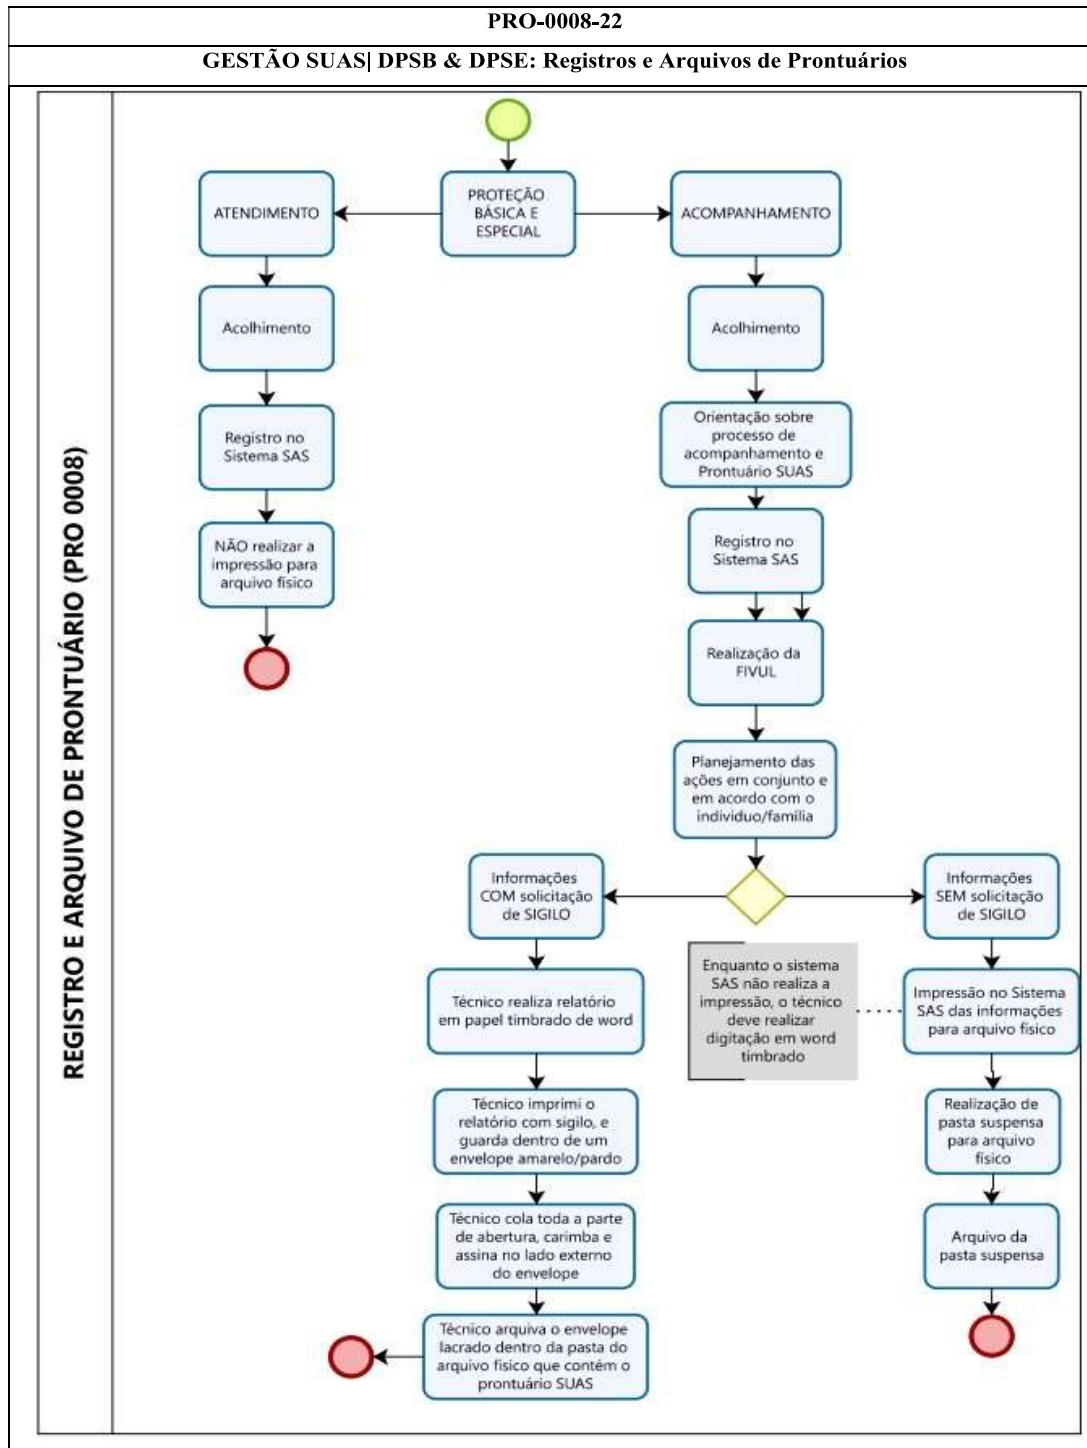 PRO-0008-22
GESTÃO SUAS| DPSB & DPSE: Registros e Arquivos de Prontuários
REGISTRO E ARQUIVO DE PRONTUÁRIO (PRO 0008)
PROTEÇÃO
BÁSICA E
ESPECIAL
ATENDIMENTO
Acolhimento
Registro no
Sistema SAS
NÃO realizar a
impressão para
arquivo físico
ACOMPANHAMENTO
Acolhimento
Orientação sobre
processo de
acompanhamento e
Prontuário SUAS
Registro no
Sistema SAS
Realização da
FIVUL
Planejamento das
ações em conjunto e
em acordo com o
individuo/família
Informações
COM solicitação
de SIGILO
Técnico realiza relatório
em papel timbrado de word
Técnico imprimi o
relatório com sigilo, e
guarda dentro de um
envelope amarelo/pardo
Técnico cola toda a parte
de abertura, carimba e
assina no lado externo
do envelope
Técnico arquiva o envelope
lacrado dentro da pasta do
arquivo físico que contém o
prontuário SUAS
Informações
SEM solicitação
de SIGILO
Enquanto o sistema
SAS não realiza a
impressão, o técnico
deve realizar
digitação em word
timbrado
Impressão no Sistema
SAS das informações
para arquivo físico
Realização de
pasta suspensa
para arquivo
físico
Arquivo da
pasta suspensa